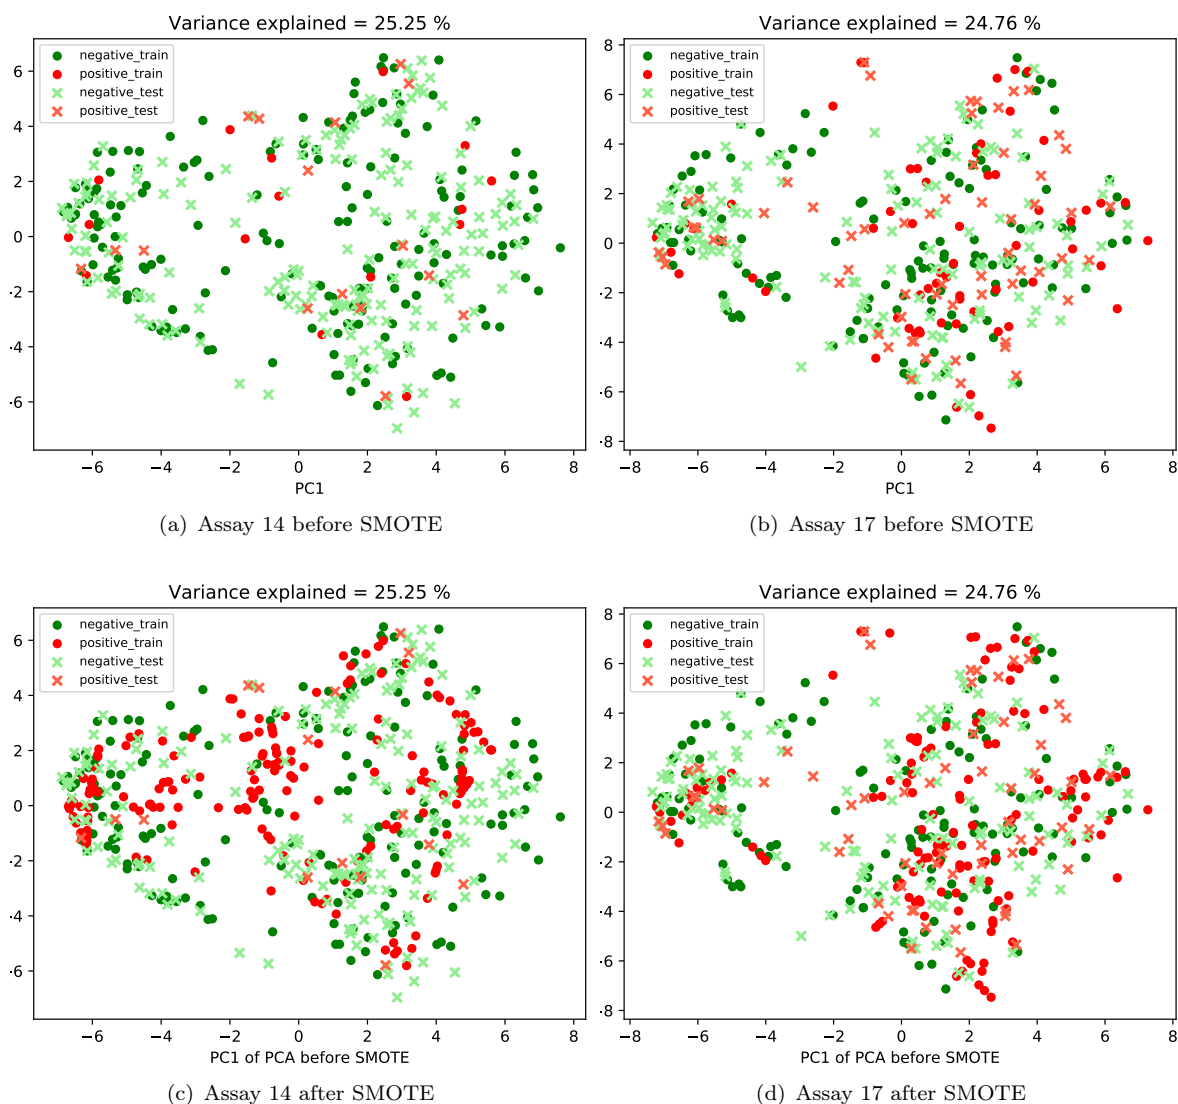 Variance explained = 25.25 %
negative_train
positive_train
negative_test
positive_test
6
4
2
0
-2
-4
-6
−6 −4 −2 0 2 4 6 8
PC1
(a) Assay 14 before SMOTE
Variance explained = 24.76 %
negative_train
positive_train
negative_test
positive_test
8
6
4
2
0
-2
-4
-6
-8
−8 −6 −4 −2 0 2 4 6 8
PC1
(b) Assay 17 before SMOTE
Variance explained = 25.25 %
negative_train
positive_train
negative_test
positive_test
6
4
2
0
-2
-4
-6
−6 −4 −2 0 2 4 6 8
PC1 of PCA before SMOTE
(c) Assay 14 after SMOTE
Variance explained = 24.76 %
negative_train
positive_train
negative_test
positive_test
8
6
4
2
0
-2
-4
-6
-8
−8 −6 −4 −2 0 2 4 6 8
PC1 of PCA before SMOTE
(d) Assay 17 after SMOTE